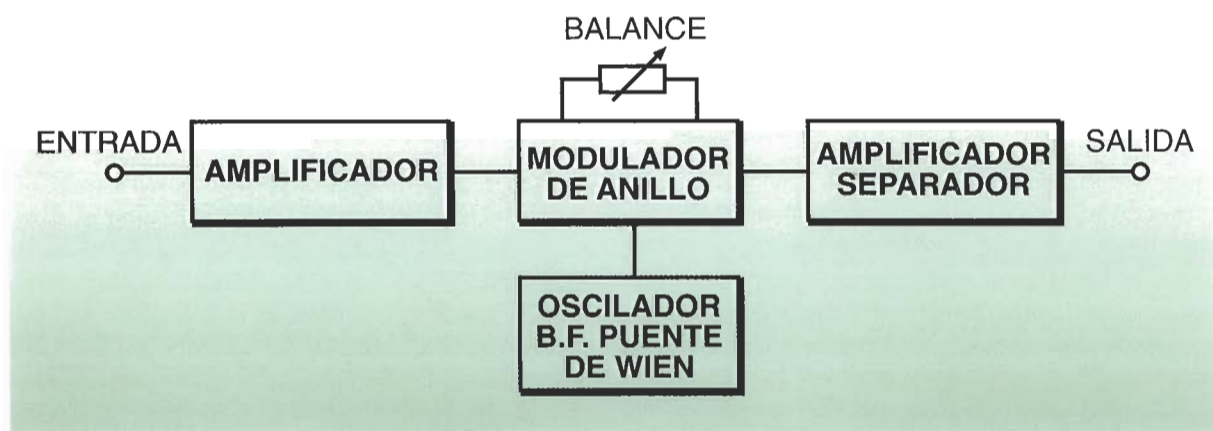 BALANCE
ENTRADA
AMPLIFICADOR
MODULADOR
DE ANILLO
AMPLIFICADOR
SEPARADOR
SALIDA
OSCILADOR
B.F. PUENTE
DE WIEN